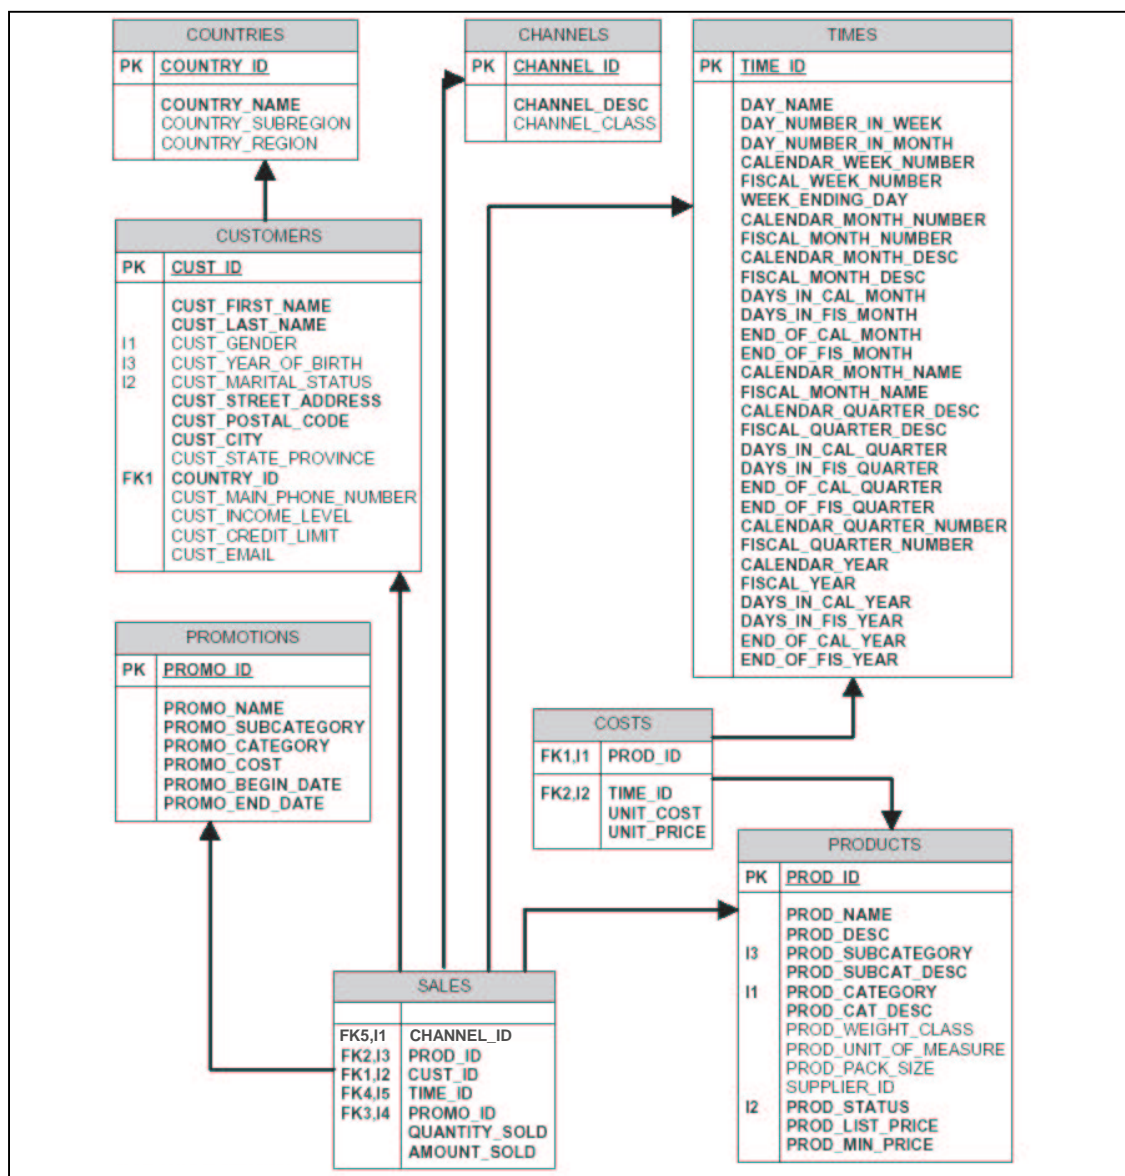 COUNTRIES
PK COUNTRY_ID
COUNTRY_NAME
COUNTRY_SUBREGION
COUNTRY_REGION
CHANNELS
PK CHANNEL_ID
CHANNEL_DESC
CHANNEL_CLASS
TIMES
PK TIME_ID
DAY_NAME
DAY_NUMBER_IN_WEEK
DAY_NUMBER_IN_MONTH
CALENDAR_WEEK_NUMBER
FISCAL_WEEK_NUMBER
WEEK_ENDING_DAY
CALENDAR_MONTH_NUMBER
FISCAL_MONTH_NUMBER
CALENDAR_MONTH_DESC
FISCAL_MONTH_DESC
DAYS_IN_CAL_MONTH
DAYS_IN_FIS_MONTH
END_OF_CAL_MONTH
END_OF_FIS_MONTH
CALENDAR_MONTH_NAME
FISCAL_MONTH_NAME
CALENDAR_QUARTER_DESC
FISCAL_QUARTER_DESC
DAYS_IN_CAL_QUARTER
DAYS_IN_FIS_QUARTER
END_OF_CAL_QUARTER
END_OF_FIS_QUARTER
CALENDAR_QUARTER_NUMBER
FISCAL_QUARTER_NUMBER
CALENDAR_YEAR
FISCAL_YEAR
DAYS_IN_CAL_YEAR
DAYS_IN_FIS_YEAR
END_OF_CAL_YEAR
END_OF_FIS_YEAR
CUSTOMERS
PK CUST_ID
CUST_FIRST_NAME
CUST_LAST_NAME
I1 CUST_GENDER
I3 CUST_YEAR_OF_BIRTH
I2 CUST_MARITAL_STATUS
CUST_STREET_ADDRESS
CUST_POSTAL_CODE
CUST_CITY
CUST_STATE_PROVINCE
FK1 COUNTRY_ID
CUST_MAIN_PHONE_NUMBER
CUST_INCOME_LEVEL
CUST_CREDIT_LIMIT
CUST_EMAIL
PROMOTIONS
PK PROMO_ID
PROMO_NAME
PROMO_SUBCATEGORY
PROMO_CATEGORY
PROMO_COST
PROMO_BEGIN_DATE
PROMO_END_DATE
COSTS
FK1,I1 PROD_ID
FK2,I2 TIME_ID
UNIT_COST
UNIT_PRICE
PRODUCTS
PK PROD_ID
PROD_NAME
PROD_DESC
I3 PROD_SUBCATEGORY
PROD_SUBCAT_DESC
I1 PROD_CATEGORY
PROD_CAT_DESC
PROD_WEIGHT_CLASS
PROD_UNIT_OF_MEASURE
PROD_PACK_SIZE
SUPPLIER_ID
I2 PROD_STATUS
PROD_LIST_PRICE
PROD_MIN_PRICE
SALES
FK5,I1 CHANNEL_ID
FK2,I3 PROD_ID
FK1,I2 CUST_ID
FK4,I5 TIME_ID
FK3,I4 PROMO_ID
QUANTITY_SOLD
AMOUNT_SOLD